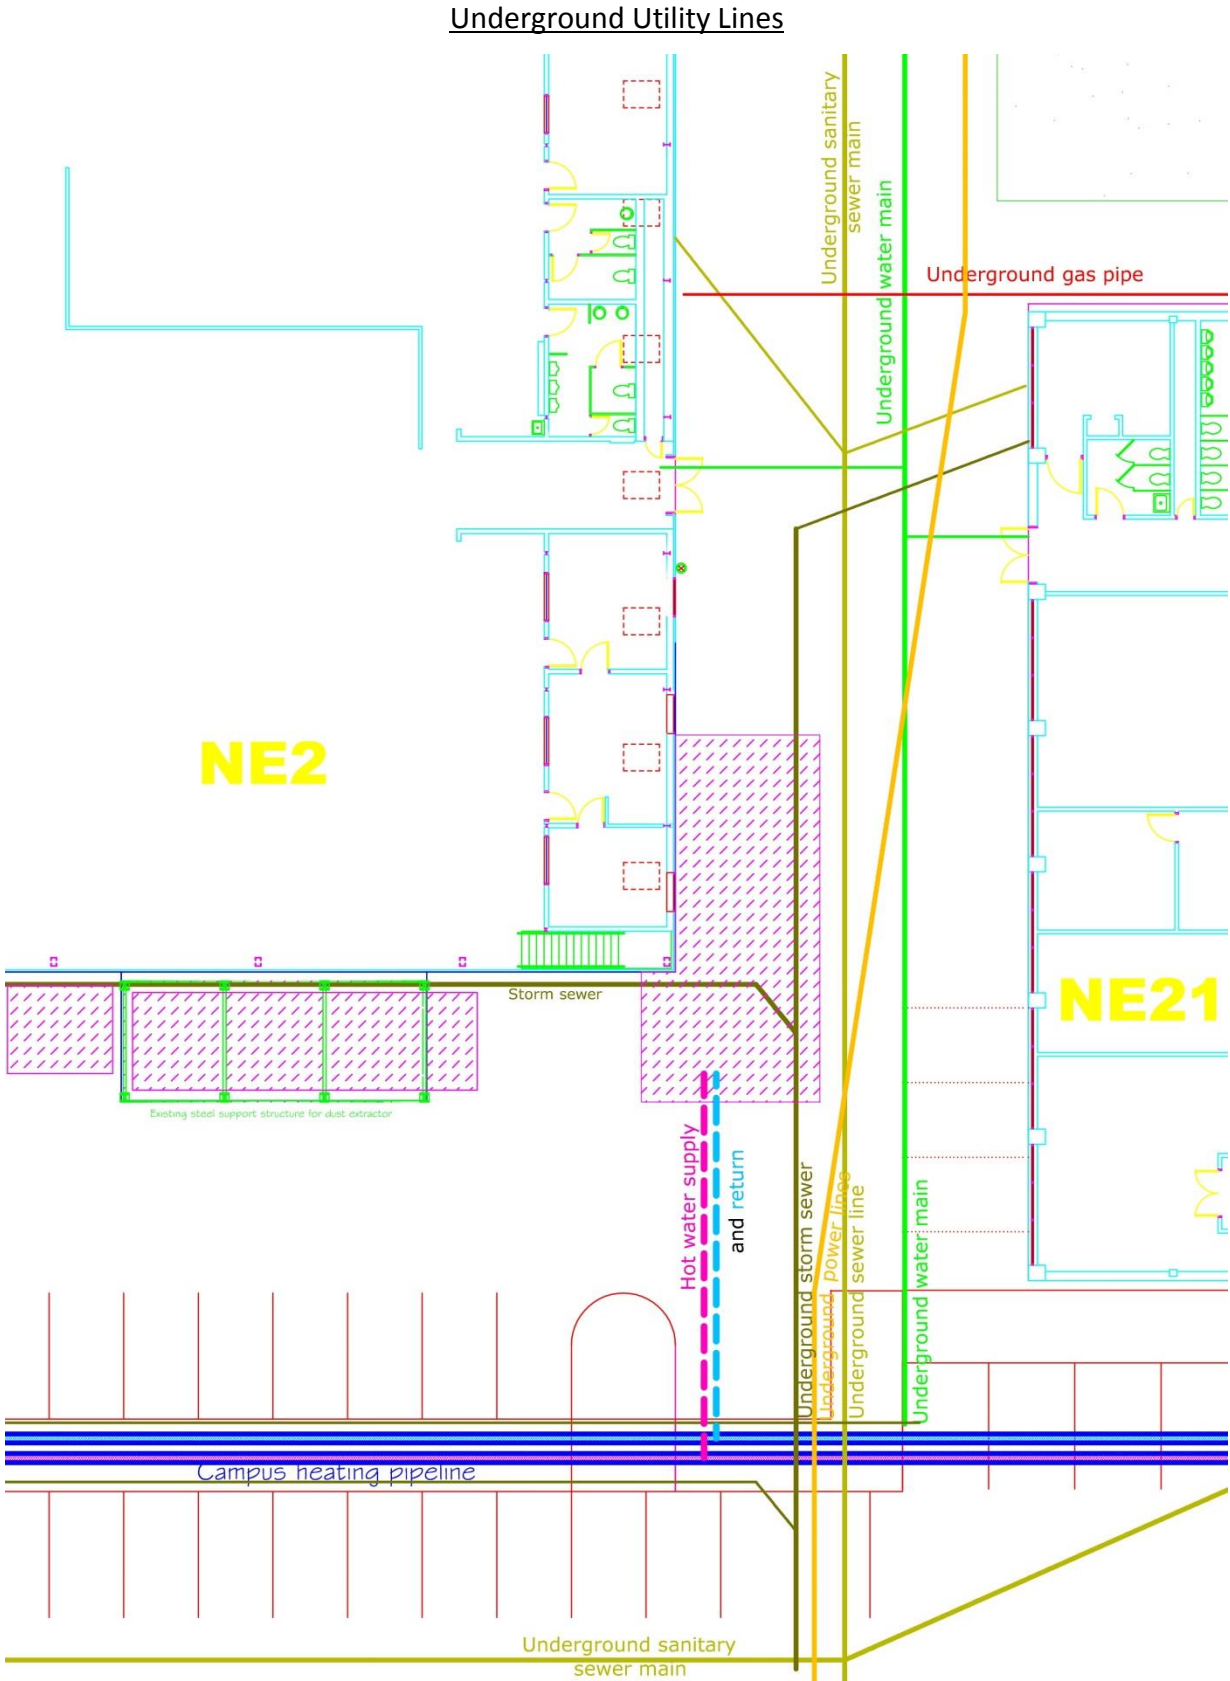 Underground Utility Lines
Underground sanitary
sewer main
Underground water main
Underground gas pipe
NE2
NE21
Storm sewer
Existing steel support structure for dust extractor
Hot water supply
and return
Underground storm sewer
Underground power lines
Underground sewer line
Underground water main
Campus heating pipeline
Underground sanitary
sewer main